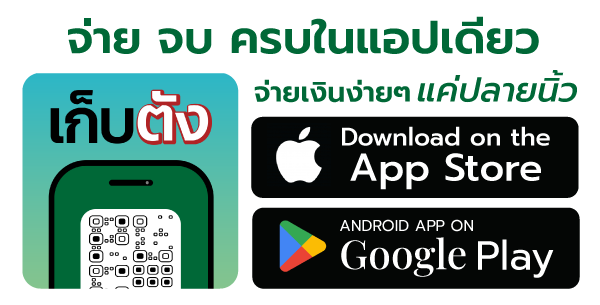 จ่าย จบ ครบในแอปเดียว
เก็บตัง
จ่ายเงินง่ายๆ แค่ปลายนิ้ว
Download on the
App Store
ANDROID APP ON
Google Play